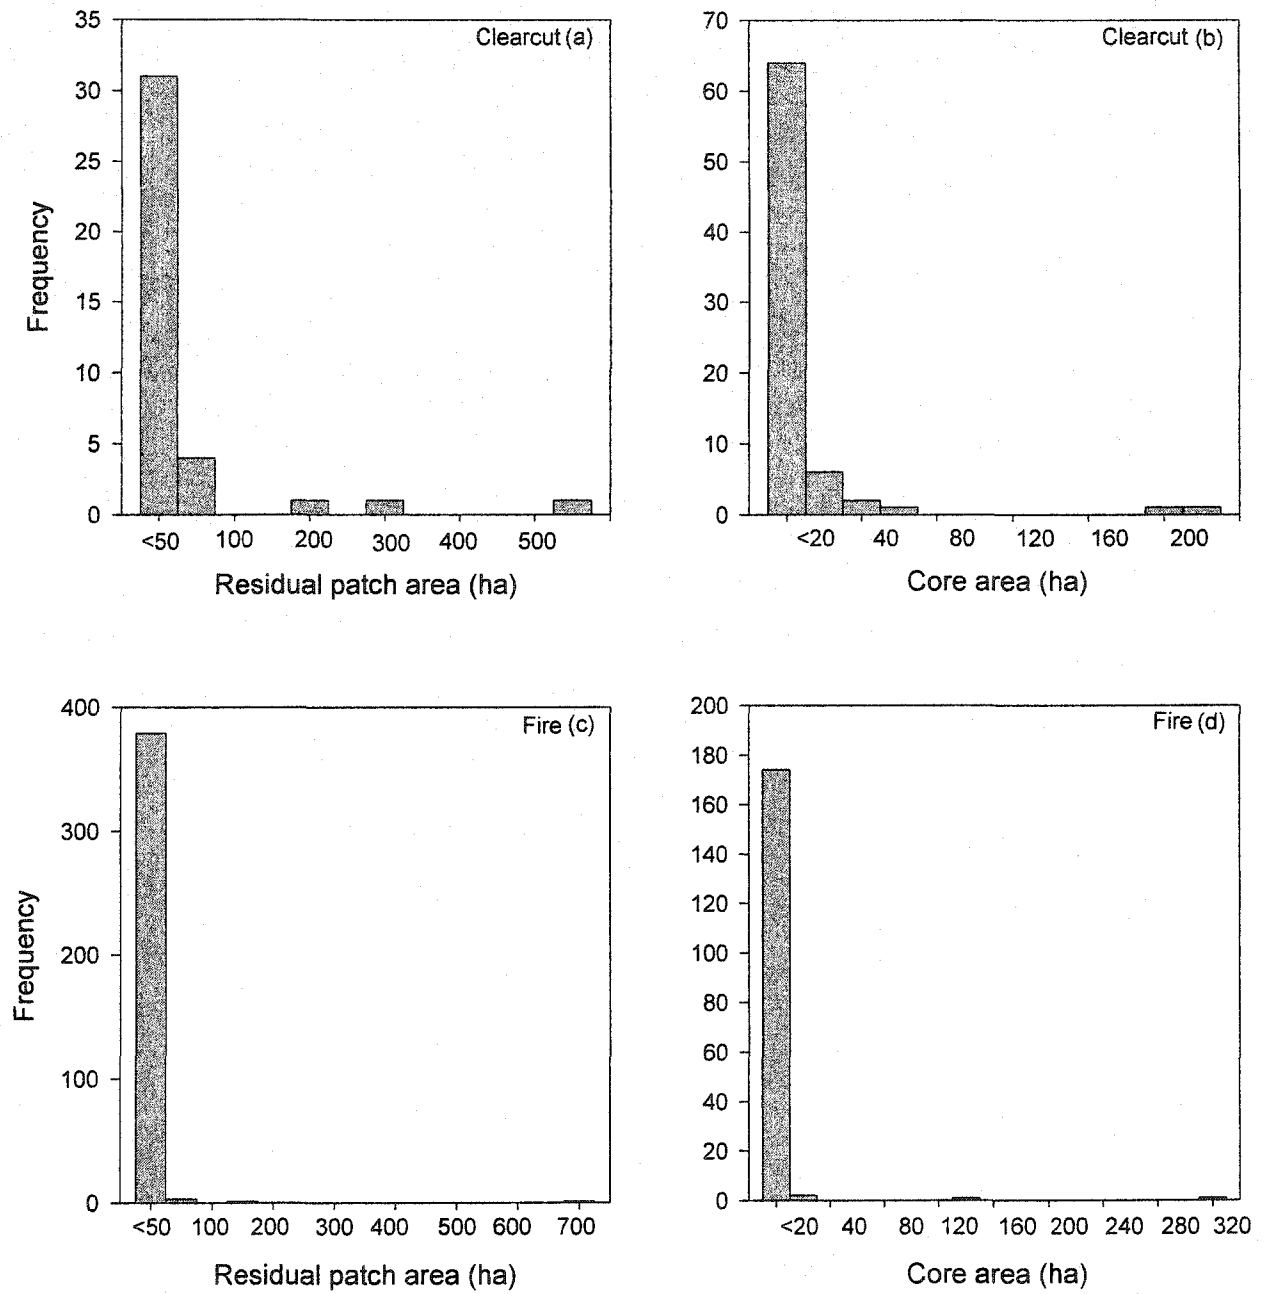 Clearcut (a)
35
30
25
20
15
10
5
0
Frequency
<50 100 200 300 400 500
Residual patch area (ha)
Clearcut (b)
70
60
50
40
30
20
10
0
<20 40 80 120 160 200
Core area (ha)
Fire (c)
400
300
200
100
0
Frequency
<50 100 200 300 400 500 600 700
Residual patch area (ha)
Fire (d)
200
180
160
140
120
100
80
60
40
20
0
<20 40 80 120 160 200 240 280 320
Core area (ha)